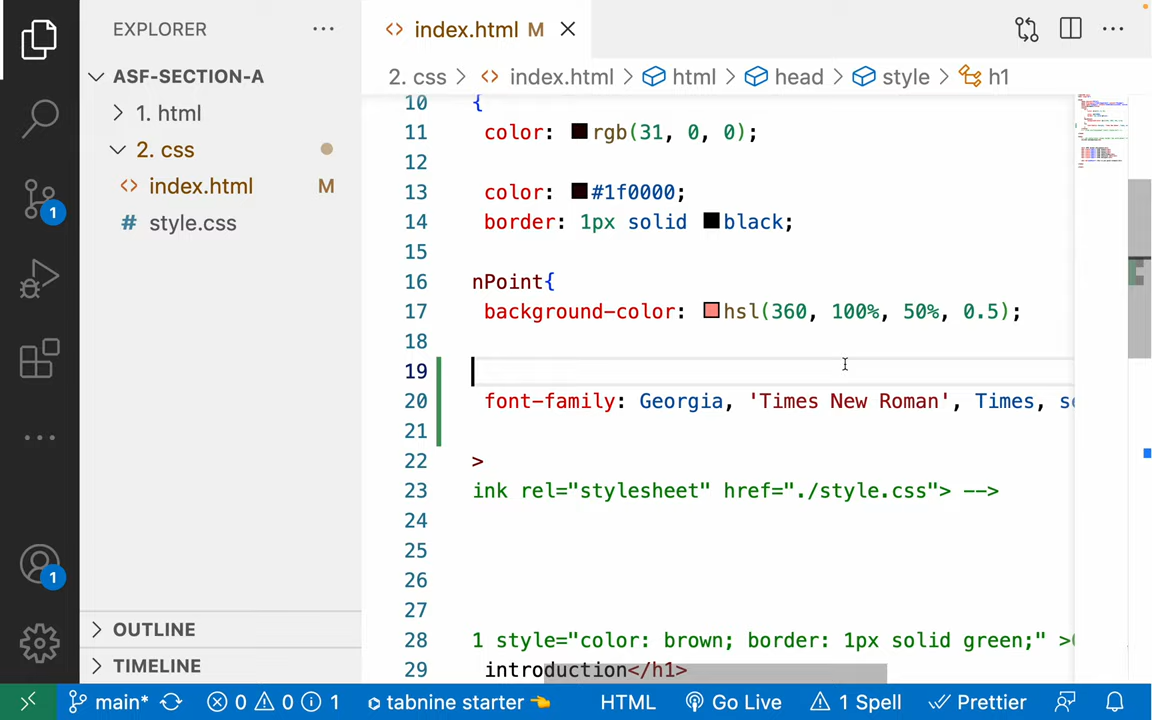 EXPLORER
ASF-SECTION-A
1. html
2. css
index.html M
style.css
OUTLINE
TIMELINE
index.html M
2. css > index.html > html > head > style > h1
10 {
11 color: rgb(31, 0, 0);
12
13 color: #1f0000;
14 border: 1px solid black;
15
16 nPoint{
17 background-color: hsl(360, 100%, 50%, 0.5);
18
19
20 font-family: Georgia, 'Times New Roman', Times, s
21
22 >
23 ink rel="stylesheet" href="./style.css"> -->
24
25
26
27
28 1 style="color: brown; border: 1px solid green;" >
29 introduction</h1>
1
1
main* 0 0 1 tabnine starter 👈 HTML Go Live 1 Spell Prettier